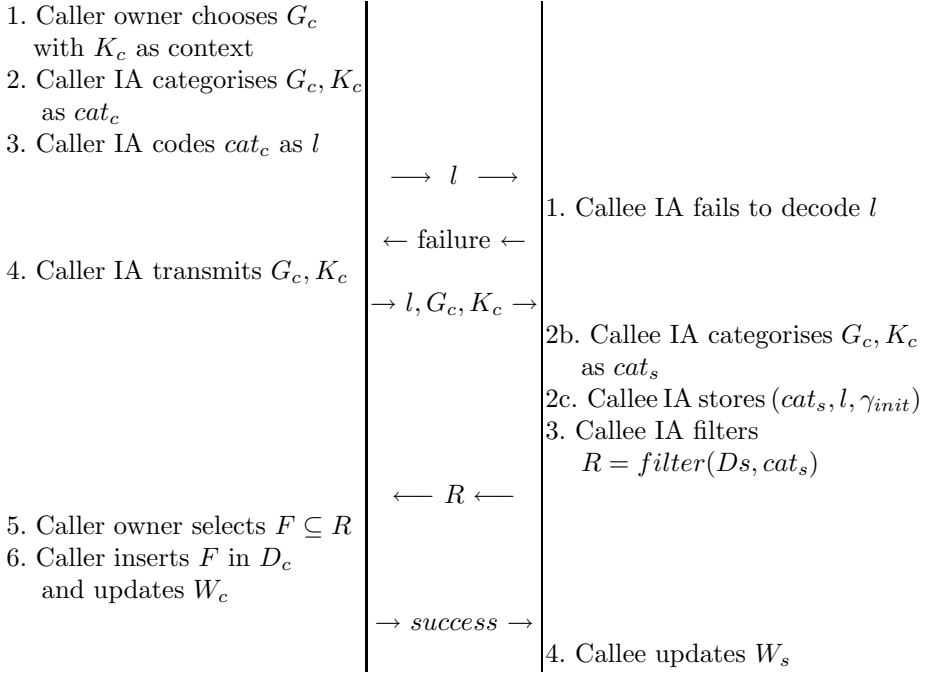 1. Caller owner chooses G_c
with K_c as context
2. Caller IA categorises G_c, K_c
as cat_c
3. Caller IA codes cat_c as l
⟶ l ⟶
1. Callee IA fails to decode l
← failure ←
4. Caller IA transmits G_c, K_c
→ l, G_c, K_c →
2b. Callee IA categorises G_c, K_c
as cat_s
2c. Callee IA stores (cat_s, l, γ_init)
3. Callee IA filters
R = filter(Ds, cat_s)
⟵ R ⟵
5. Caller owner selects F ⊆ R
6. Caller inserts F in D_c
and updates W_c
→ success →
4. Callee updates W_s